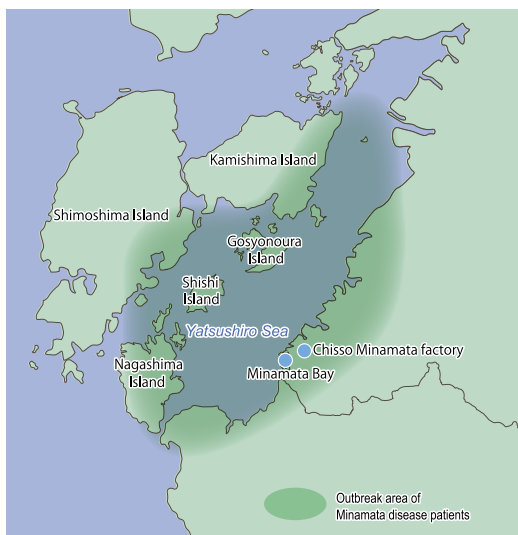 Kamishima Island
Shimoshima Island
Gosyonoura
Island
Shishi
Island
Yatsushiro Sea
Chisso Minamata factory
Nagashima
Island
Minamata Bay
Outbreak area of
Minamata disease patients